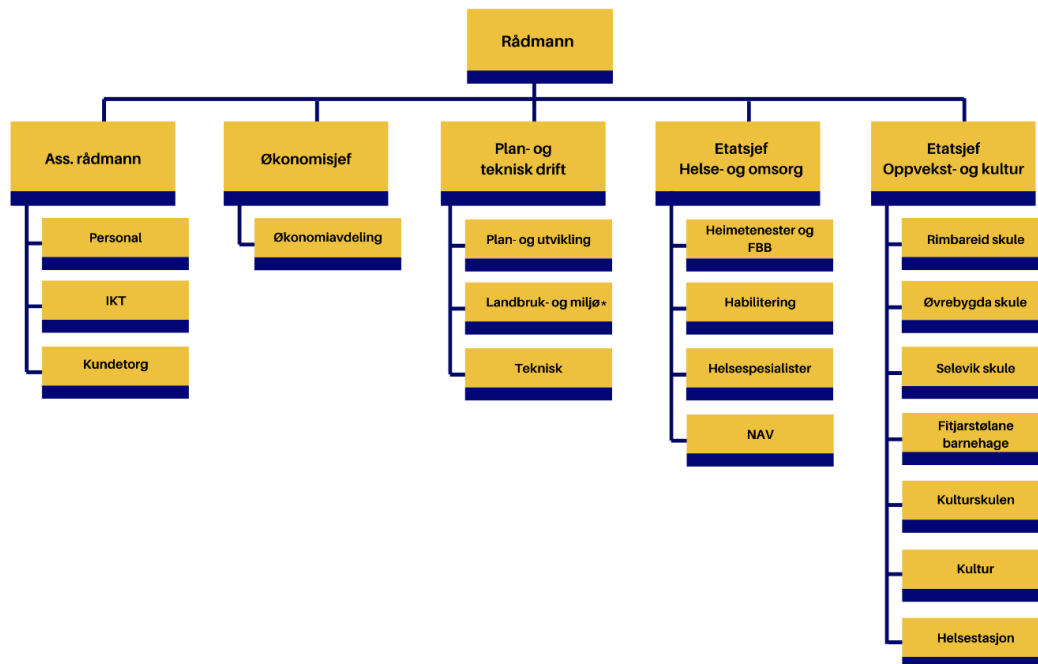 Rådmann
Ass. rådmann
Økonomisjef
Plan- og
teknisk drift
Etatsjef
Helse- og omsorg
Etatsjef
Oppvekst- og kultur
Personal
IKT
Kundetorg
Økonomiavdeling
Plan- og utvikling
Landbruk- og miljø*
Teknisk
Heimetenester og
FBB
Habilitering
Helsespesialister
NAV
Rimbareid skule
Øvrebygda skule
Selevik skule
Fitjarstølane
barnehage
Kulturskulen
Kultur
Helsestasjon